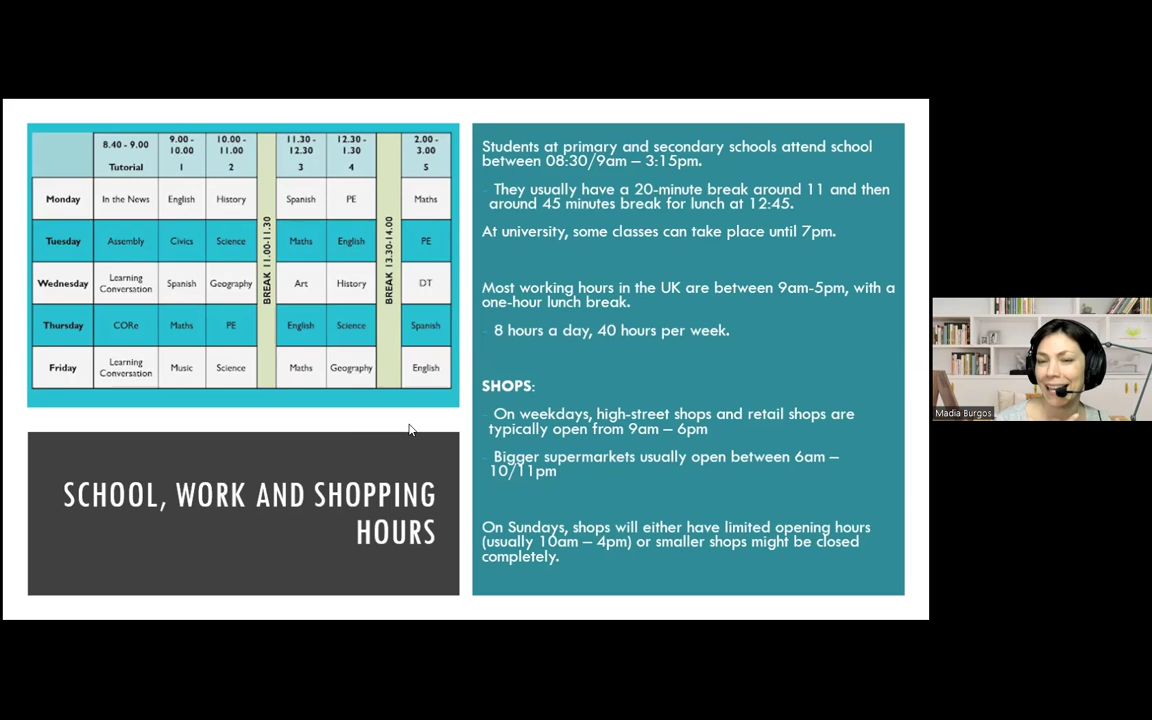 8.40 - 9.00 9.00 - 10.00 10.00 - 11.00 11.30 - 12.30 12.30 - 1.30 2.00 - 3.00
Tutorial 1 2 3 4 5
BREAK 11.00-11.30
BREAK 13.30-14.00
Monday In the News English History Spanish PE Maths
Tuesday Assembly Civics Science Maths English PE
Wednesday Learning Conversation Spanish Geography Art History DT
Thursday CORe Maths PE English Science Spanish
Friday Learning Conversation Music Science Maths Geography English
SCHOOL, WORK AND SHOPPING
HOURS
Students at primary and secondary schools attend school
between 08:30/9am – 3:15pm.
- They usually have a 20-minute break around 11 and then
around 45 minutes break for lunch at 12:45.
At university, some classes can take place until 7pm.
Most working hours in the UK are between 9am-5pm, with a
one-hour lunch break.
- 8 hours a day, 40 hours per week.
SHOPS:
- On weekdays, high-street shops and retail shops are
typically open from 9am – 6pm
- Bigger supermarkets usually open between 6am –
10/11pm
On Sundays, shops will either have limited opening hours
(usually 10am – 4pm) or smaller shops might be closed
completely.
Madia Burgos